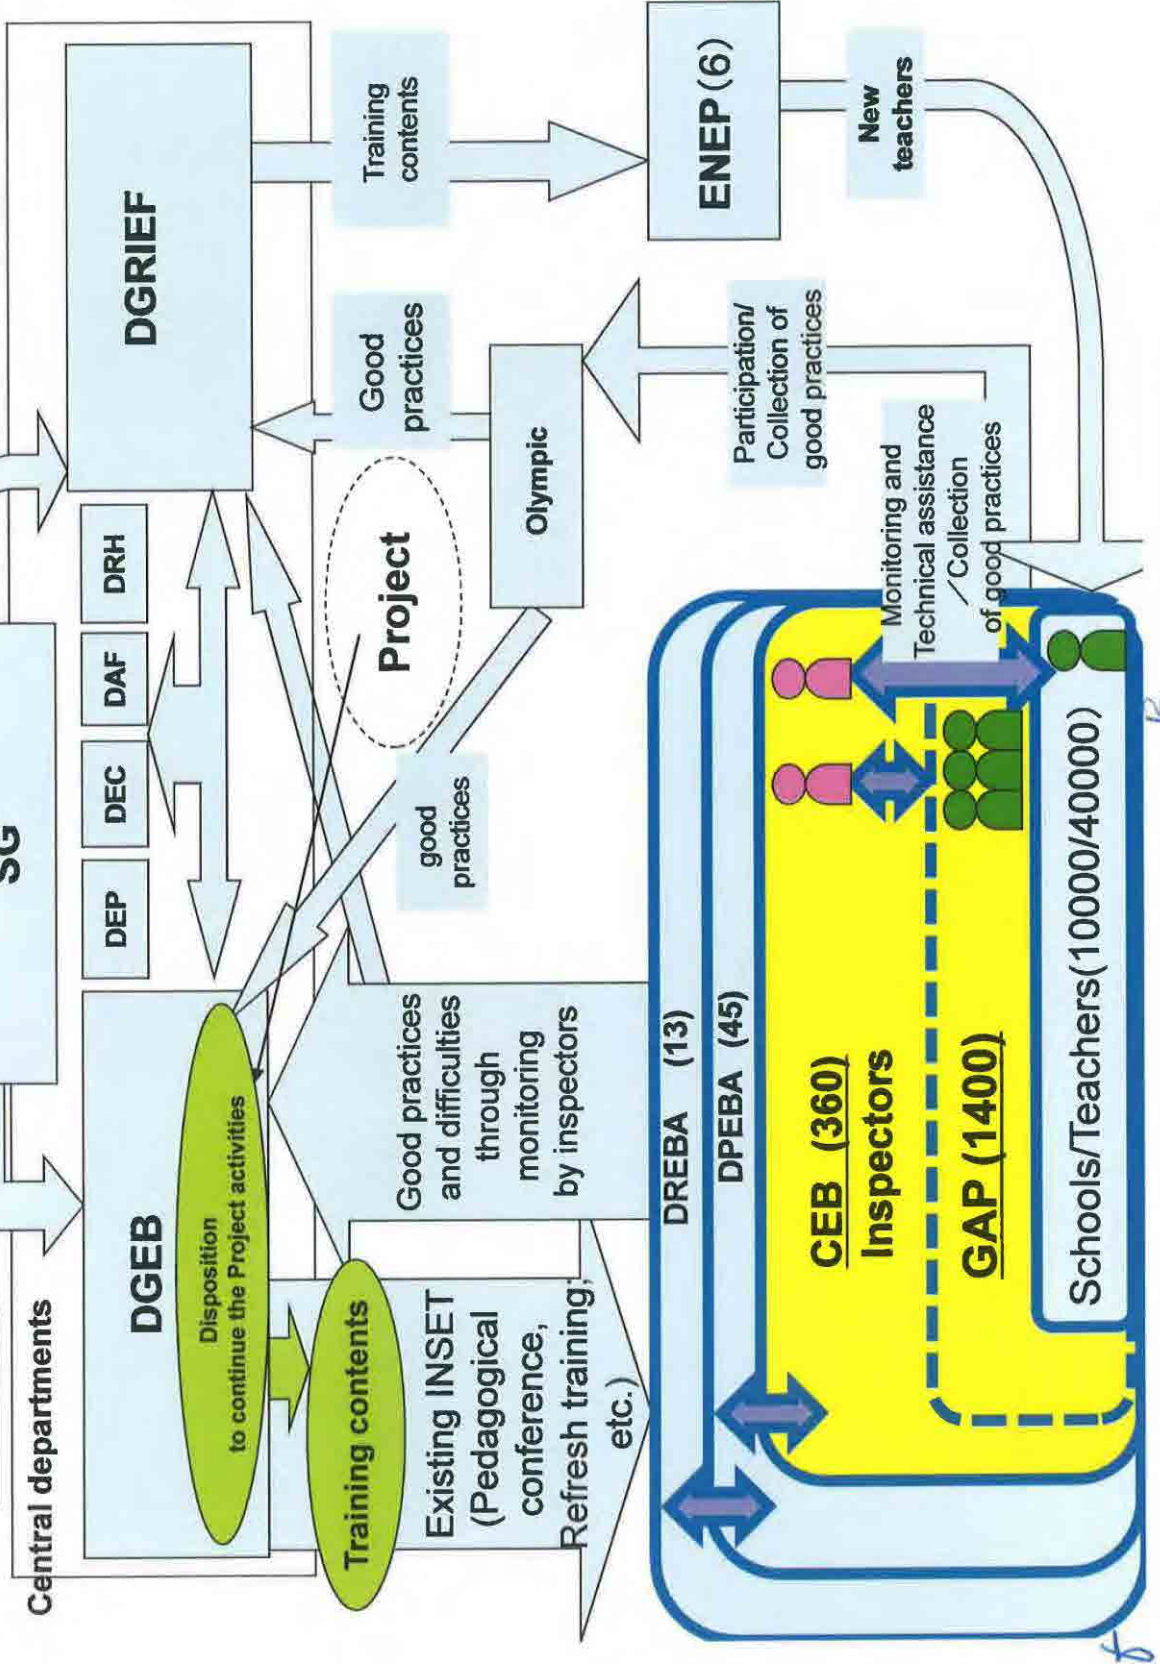 Central departments
SG
DGEB
DEP
DEC
DAF
DRH
DGRIEF
Disposition
to continue the Project activities
Training contents
Project
Good
practices
Training
contents
Existing INSET
(Pedagogical
conference,
Refresh training;
etc.)
Good practices
and difficulties
through
monitoring
by inspectors
good
practices
Olympic
ENEP (6)
Participation/
Collection of
good practices
New
teachers
DREBA (13)
DPEBA (45)
CEB (360)
Inspectors
GAP (1400)
Monitoring and
Technical assistance
/Collection
of good practices
Schools/Teachers(10000/40000)